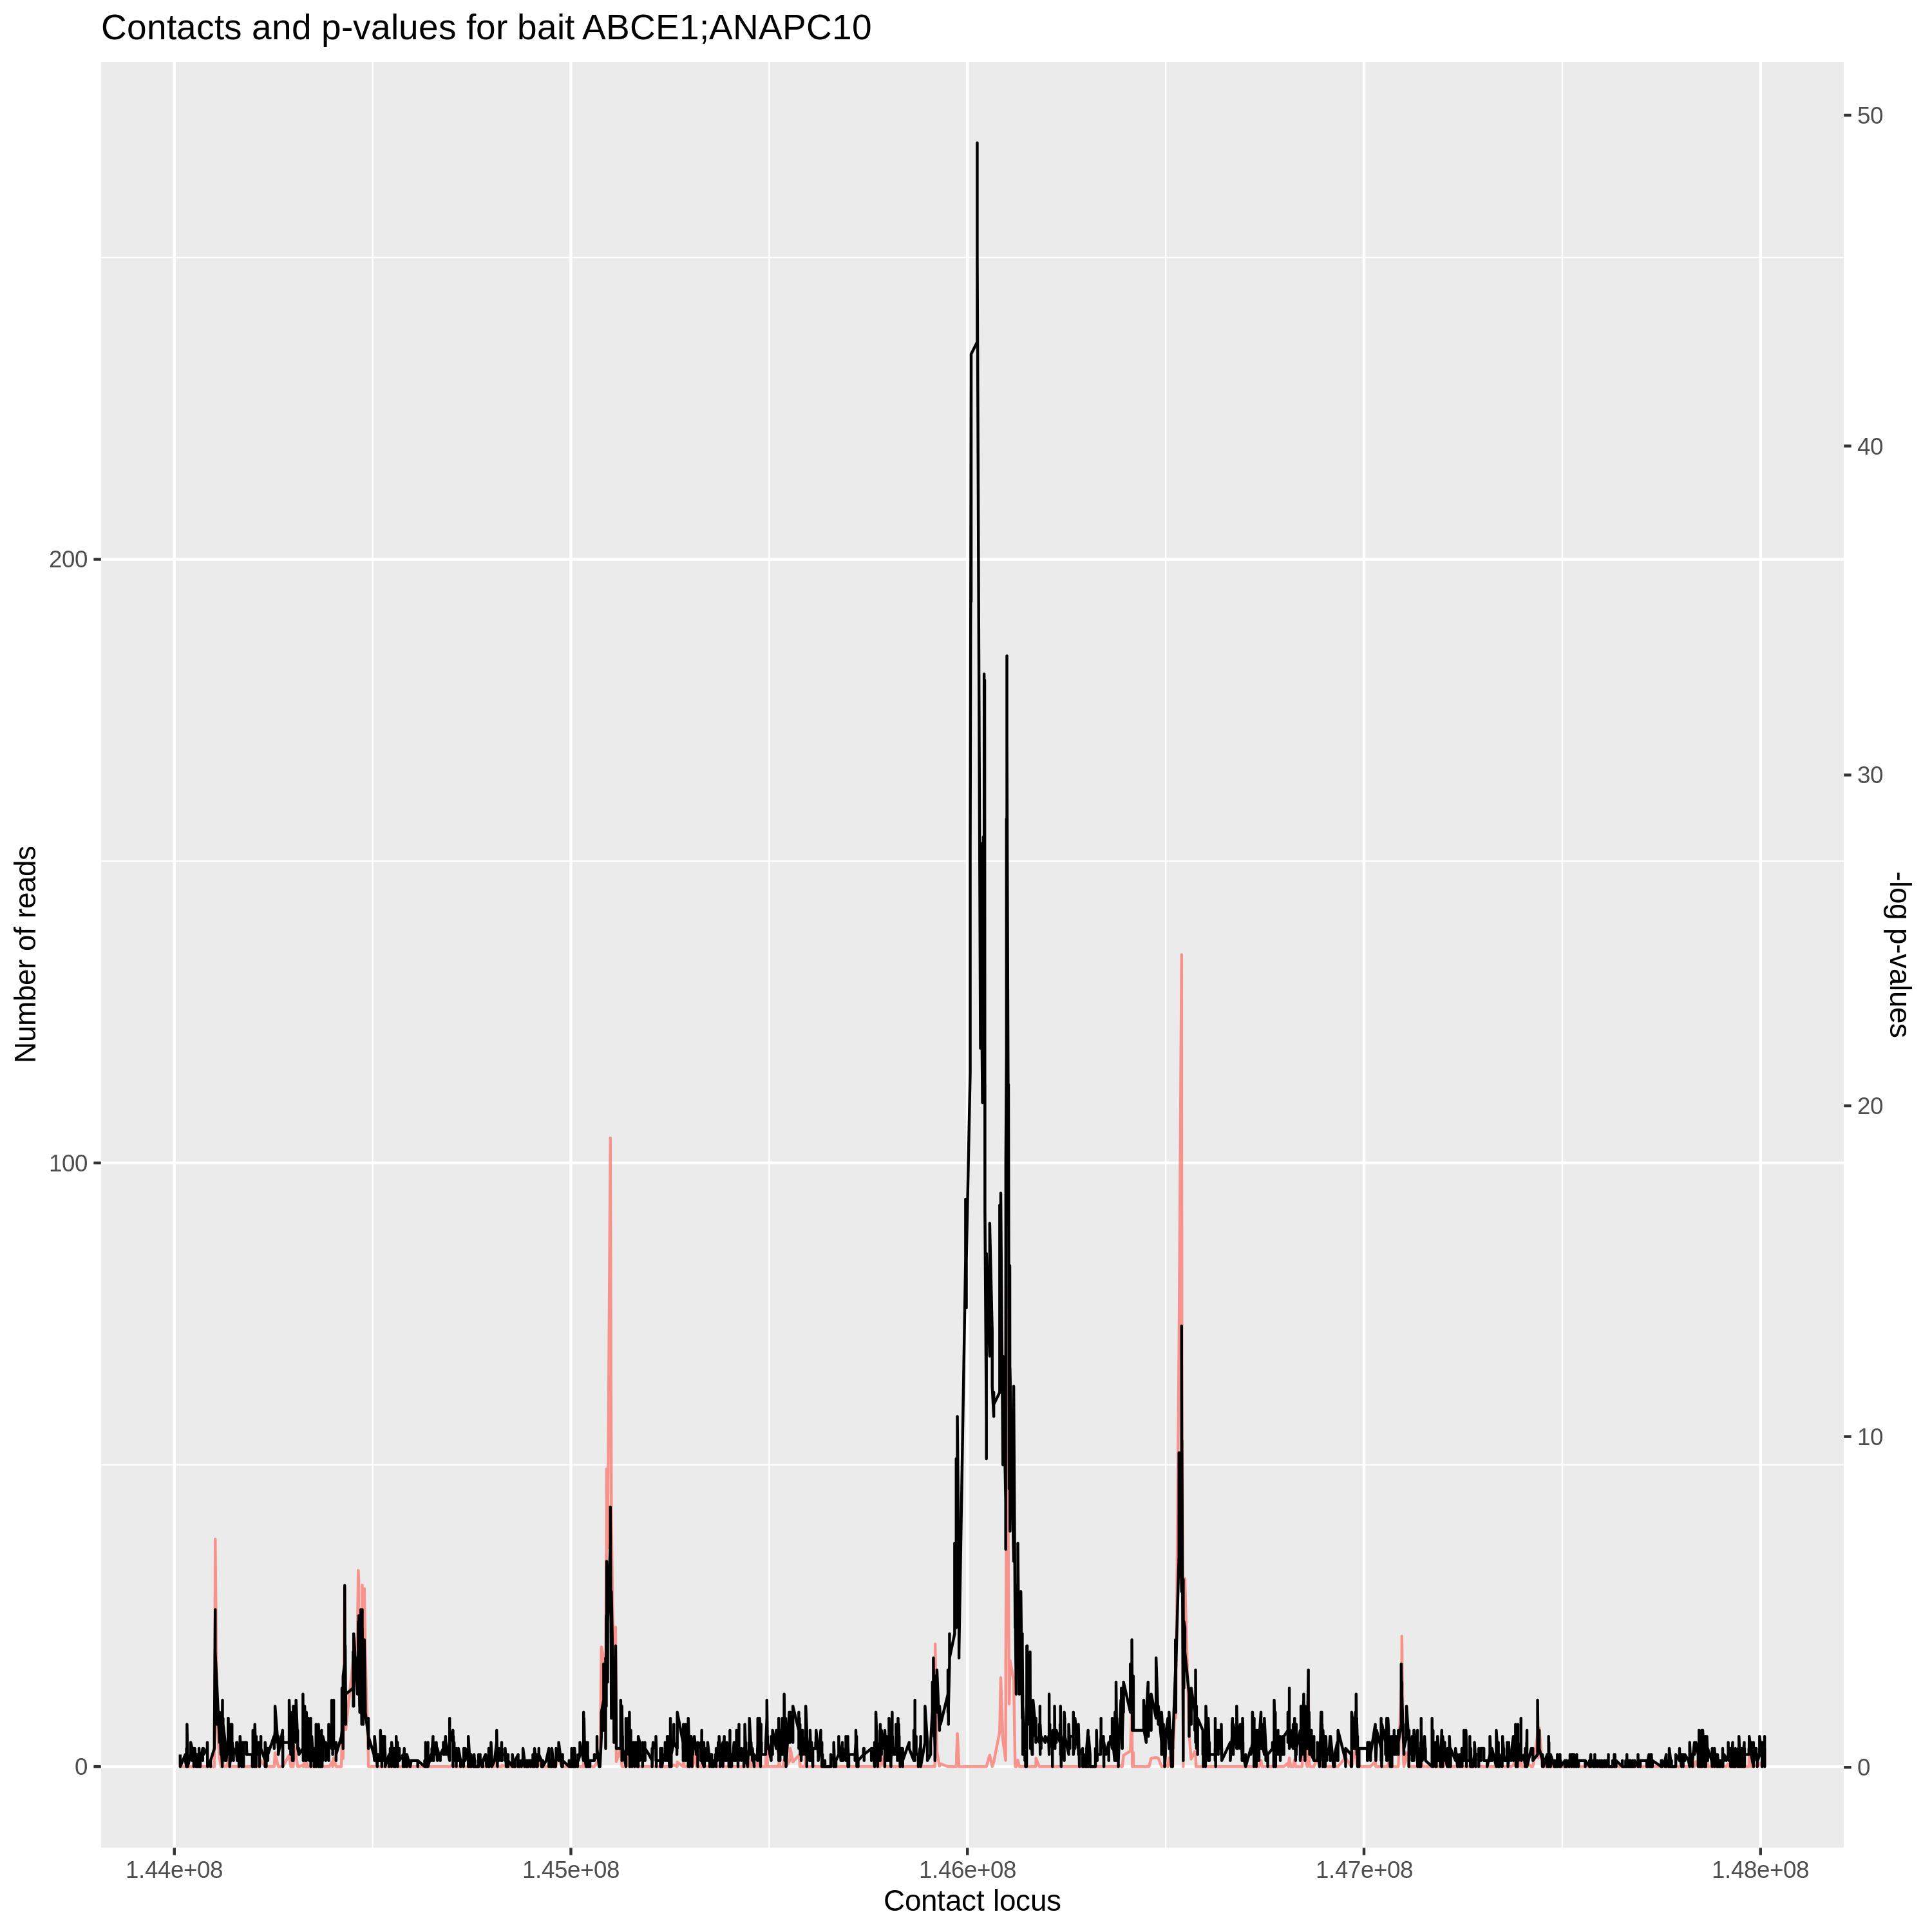 Contacts and p-values for bait ABCE1;ANAPC10
50
40
200
30
Number of reads
-log p-values
20
100
10
0
0
1.44e+08
1.45e+08
1.46e+08
1.47e+08
1.48e+08
Contact locus